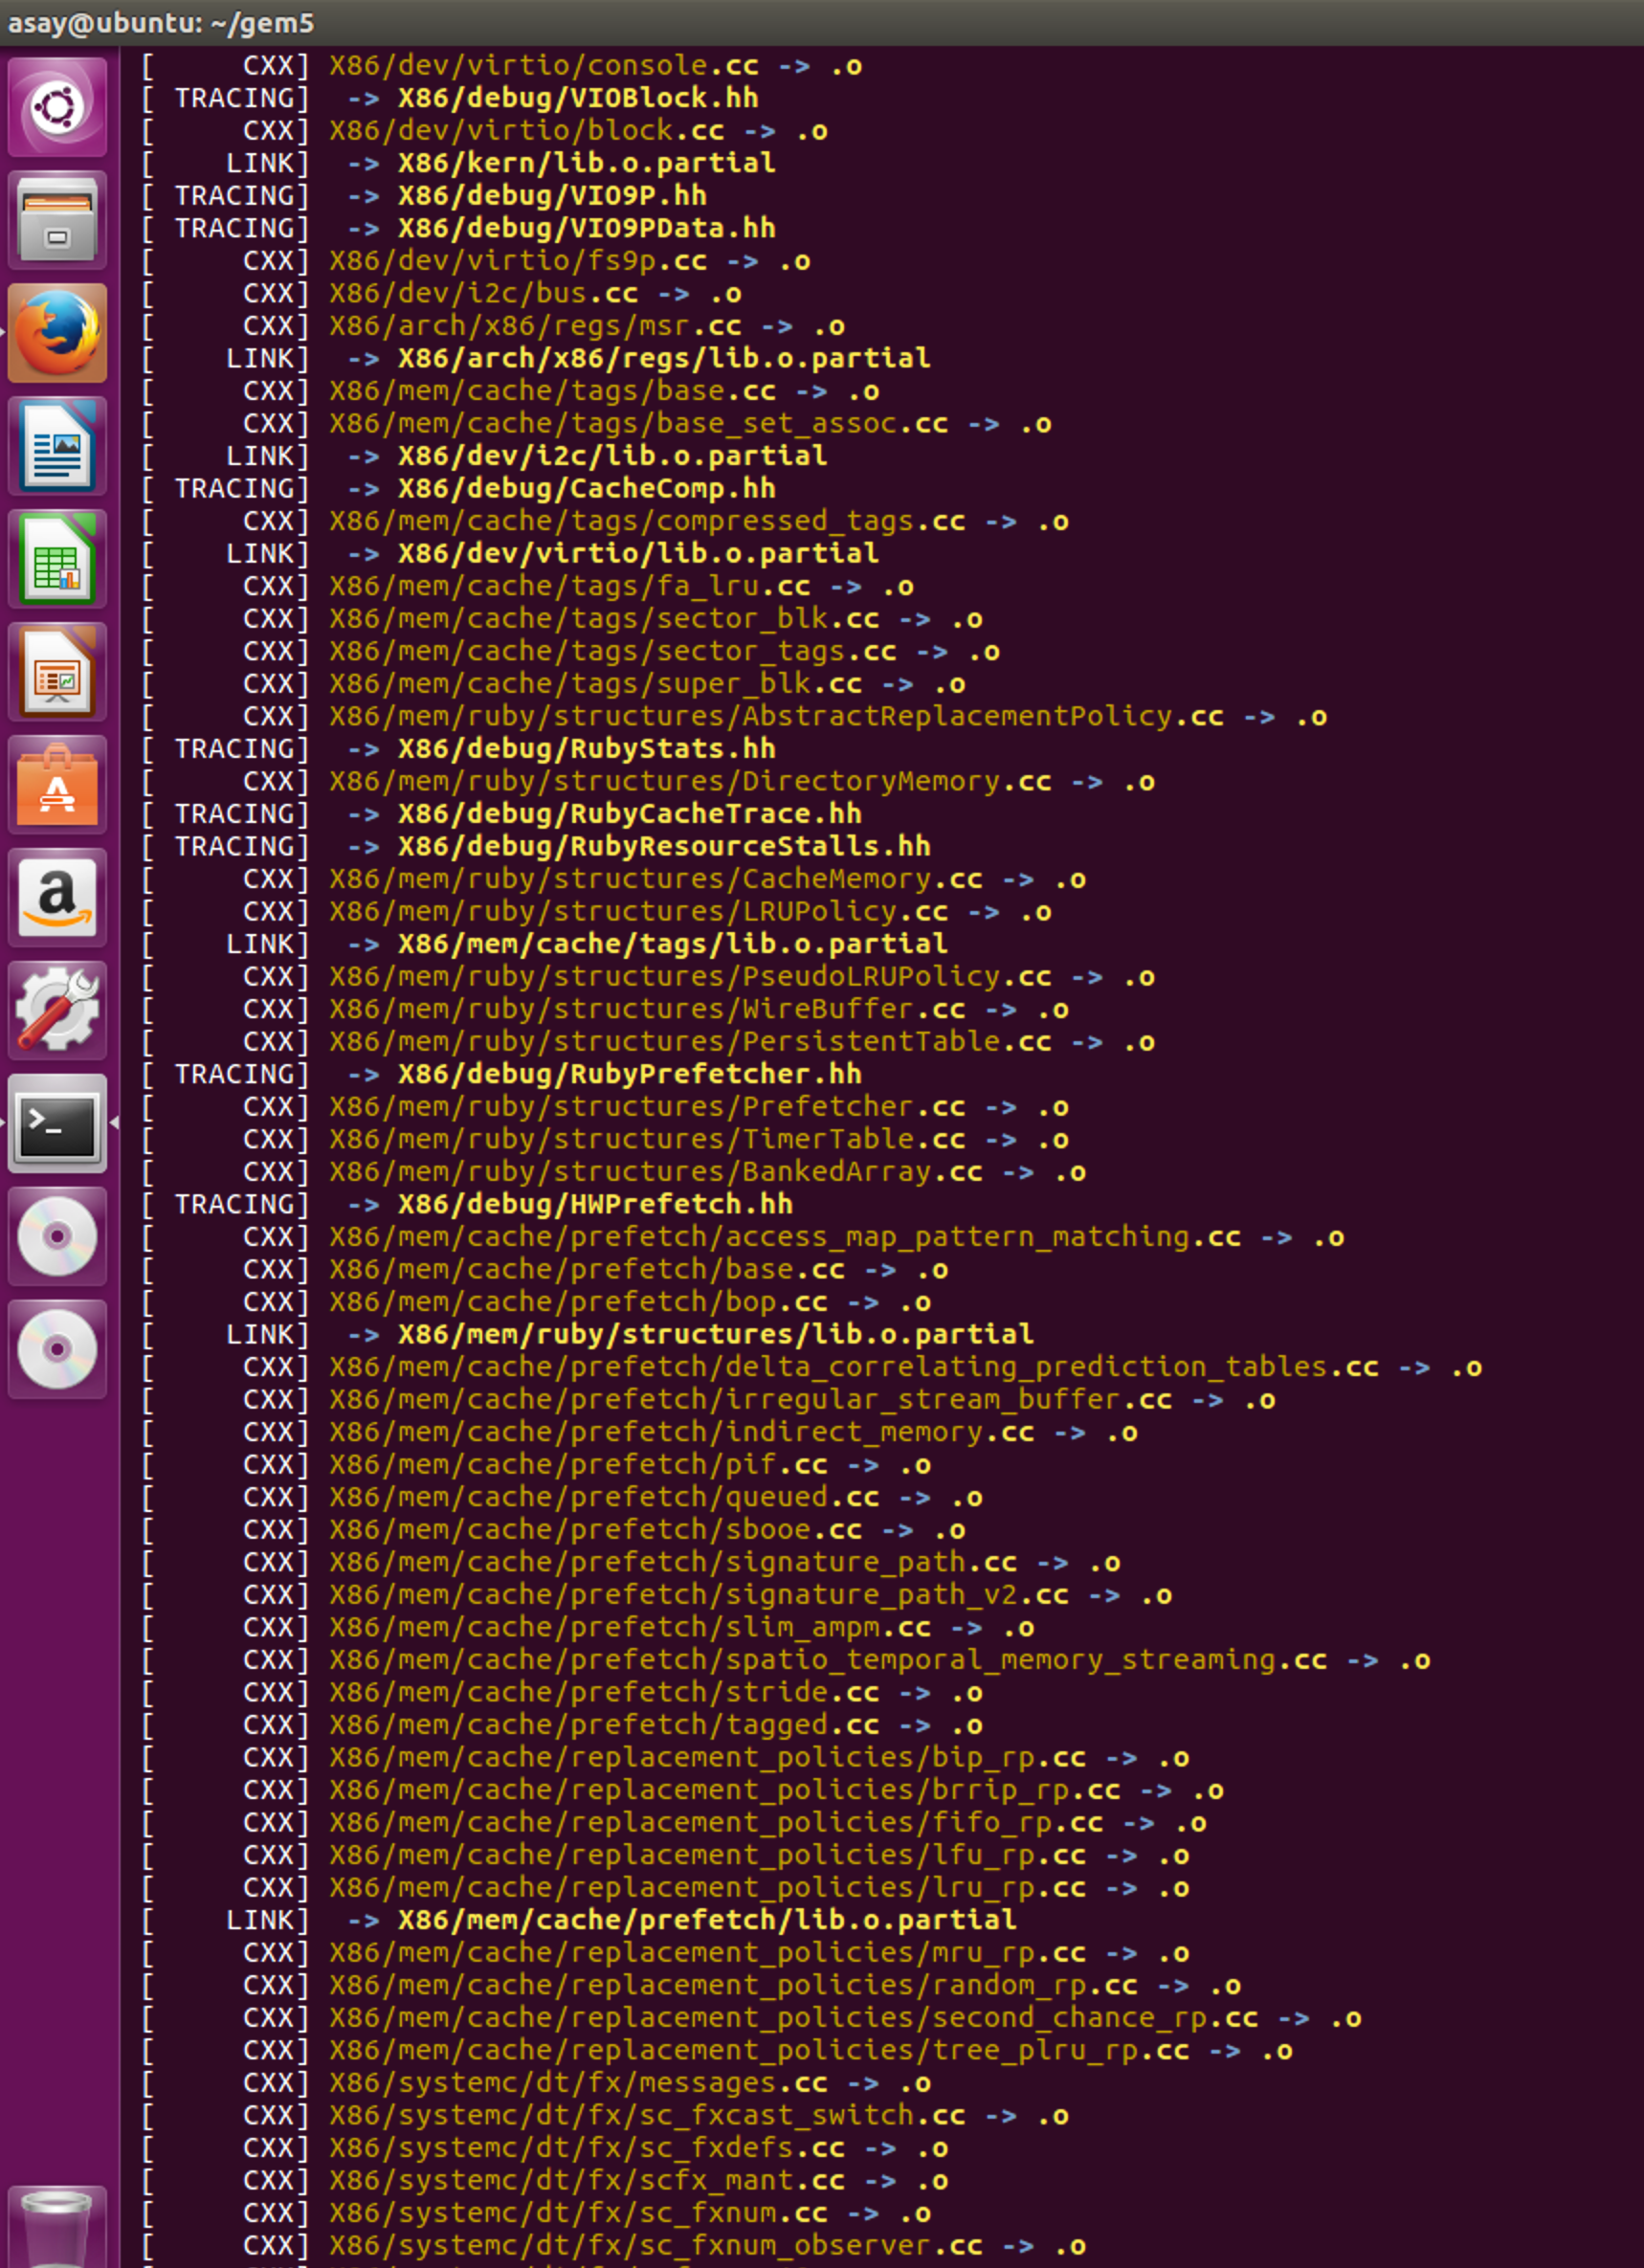 asay@ubuntu: ~/gem5
[     CXX] X86/dev/virtio/console.cc -> .o
[ TRACING]  -> X86/debug/VIOBlock.hh
[     CXX] X86/dev/virtio/block.cc -> .o
[    LINK]  -> X86/kern/lib.o.partial
[ TRACING]  -> X86/debug/VIO9P.hh
[ TRACING]  -> X86/debug/VIO9PData.hh
[     CXX] X86/dev/virtio/fs9p.cc -> .o
[     CXX] X86/dev/i2c/bus.cc -> .o
[     CXX] X86/arch/x86/regs/msr.cc -> .o
[    LINK]  -> X86/arch/x86/regs/lib.o.partial
[     CXX] X86/mem/cache/tags/base.cc -> .o
[     CXX] X86/mem/cache/tags/base_set_assoc.cc -> .o
[    LINK]  -> X86/dev/i2c/lib.o.partial
[ TRACING]  -> X86/debug/CacheComp.hh
[     CXX] X86/mem/cache/tags/compressed_tags.cc -> .o
[    LINK]  -> X86/dev/virtio/lib.o.partial
[     CXX] X86/mem/cache/tags/fa_lru.cc -> .o
[     CXX] X86/mem/cache/tags/sector_blk.cc -> .o
[     CXX] X86/mem/cache/tags/sector_tags.cc -> .o
[     CXX] X86/mem/cache/tags/super_blk.cc -> .o
[     CXX] X86/mem/ruby/structures/AbstractReplacementPolicy.cc -> .o
[ TRACING]  -> X86/debug/RubyStats.hh
[     CXX] X86/mem/ruby/structures/DirectoryMemory.cc -> .o
[ TRACING]  -> X86/debug/RubyCacheTrace.hh
[ TRACING]  -> X86/debug/RubyResourceStalls.hh
[     CXX] X86/mem/ruby/structures/CacheMemory.cc -> .o
[     CXX] X86/mem/ruby/structures/LRUPolicy.cc -> .o
[    LINK]  -> X86/mem/cache/tags/lib.o.partial
[     CXX] X86/mem/ruby/structures/PseudoLRUPolicy.cc -> .o
[     CXX] X86/mem/ruby/structures/WireBuffer.cc -> .o
[     CXX] X86/mem/ruby/structures/PersistentTable.cc -> .o
[ TRACING]  -> X86/debug/RubyPrefetcher.hh
[     CXX] X86/mem/ruby/structures/Prefetcher.cc -> .o
[     CXX] X86/mem/ruby/structures/TimerTable.cc -> .o
[     CXX] X86/mem/ruby/structures/BankedArray.cc -> .o
[ TRACING]  -> X86/debug/HWPrefetch.hh
[     CXX] X86/mem/cache/prefetch/access_map_pattern_matching.cc -> .o
[     CXX] X86/mem/cache/prefetch/base.cc -> .o
[     CXX] X86/mem/cache/prefetch/bop.cc -> .o
[    LINK]  -> X86/mem/ruby/structures/lib.o.partial
[     CXX] X86/mem/cache/prefetch/delta_correlating_prediction_tables.cc -> .o
[     CXX] X86/mem/cache/prefetch/irregular_stream_buffer.cc -> .o
[     CXX] X86/mem/cache/prefetch/indirect_memory.cc -> .o
[     CXX] X86/mem/cache/prefetch/pif.cc -> .o
[     CXX] X86/mem/cache/prefetch/queued.cc -> .o
[     CXX] X86/mem/cache/prefetch/sbooe.cc -> .o
[     CXX] X86/mem/cache/prefetch/signature_path.cc -> .o
[     CXX] X86/mem/cache/prefetch/signature_path_v2.cc -> .o
[     CXX] X86/mem/cache/prefetch/slim_ampm.cc -> .o
[     CXX] X86/mem/cache/prefetch/spatio_temporal_memory_streaming.cc -> .o
[     CXX] X86/mem/cache/prefetch/stride.cc -> .o
[     CXX] X86/mem/cache/prefetch/tagged.cc -> .o
[     CXX] X86/mem/cache/replacement_policies/bip_rp.cc -> .o
[     CXX] X86/mem/cache/replacement_policies/brrip_rp.cc -> .o
[     CXX] X86/mem/cache/replacement_policies/fifo_rp.cc -> .o
[     CXX] X86/mem/cache/replacement_policies/lfu_rp.cc -> .o
[     CXX] X86/mem/cache/replacement_policies/lru_rp.cc -> .o
[    LINK]  -> X86/mem/cache/prefetch/lib.o.partial
[     CXX] X86/mem/cache/replacement_policies/mru_rp.cc -> .o
[     CXX] X86/mem/cache/replacement_policies/random_rp.cc -> .o
[     CXX] X86/mem/cache/replacement_policies/second_chance_rp.cc -> .o
[     CXX] X86/mem/cache/replacement_policies/tree_plru_rp.cc -> .o
[     CXX] X86/systemc/dt/fx/messages.cc -> .o
[     CXX] X86/systemc/dt/fx/sc_fxcast_switch.cc -> .o
[     CXX] X86/systemc/dt/fx/sc_fxdefs.cc -> .o
[     CXX] X86/systemc/dt/fx/scfx_mant.cc -> .o
[     CXX] X86/systemc/dt/fx/sc_fxnum.cc -> .o
[     CXX] X86/systemc/dt/fx/sc_fxnum_observer.cc -> .o